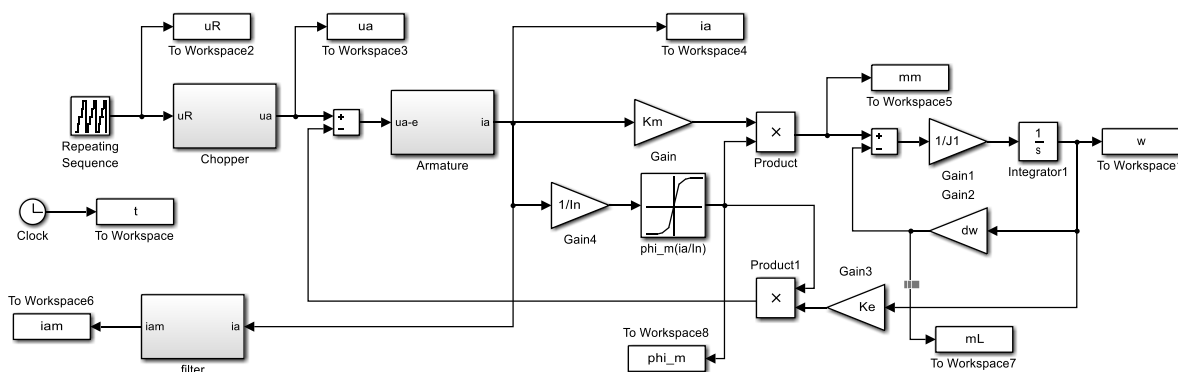 uR
To Workspace2
ua
To Workspace3
ia
To Workspace4
mm
To Workspace5
Repeating
Sequence
uR
ua
Chopper
+
−
ua-e
ia
Armature
Km
Gain
×
Product
+
−
1/J1
Gain1
1
s
Integrator1
w
To Workspace1
Clock
t
To Workspace
1/In
Gain4
phi_m(ia/In)
Gain2
dw
Product1
×
Gain3
Ke
To Workspace6
iam
iam
ia
filter
To Workspace8
phi_m
mL
To Workspace7